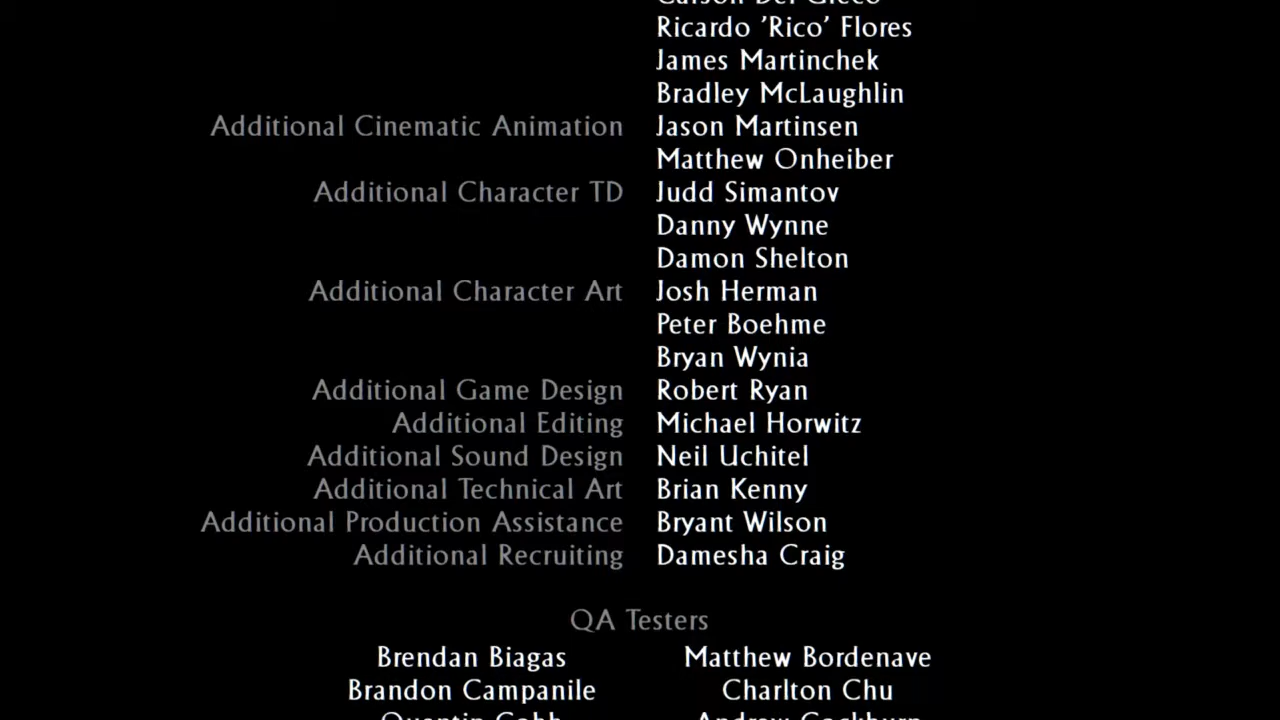 Ricardo 'Rico' Flores
James Martinchek
Bradley McLaughlin
Additional Cinematic Animation Jason Martinsen
Matthew Onheiber
Additional Character TD Judd Simantov
Danny Wynne
Damon Shelton
Additional Character Art Josh Herman
Peter Boehme
Bryan Wynia
Additional Game Design Robert Ryan
Additional Editing Michael Horwitz
Additional Sound Design Neil Uchitel
Additional Technical Art Brian Kenny
Additional Production Assistance Bryant Wilson
Additional Recruiting Damesha Craig
QA Testers
Brendan Biagas Matthew Bordenave
Brandon Campanile Charlton Chu